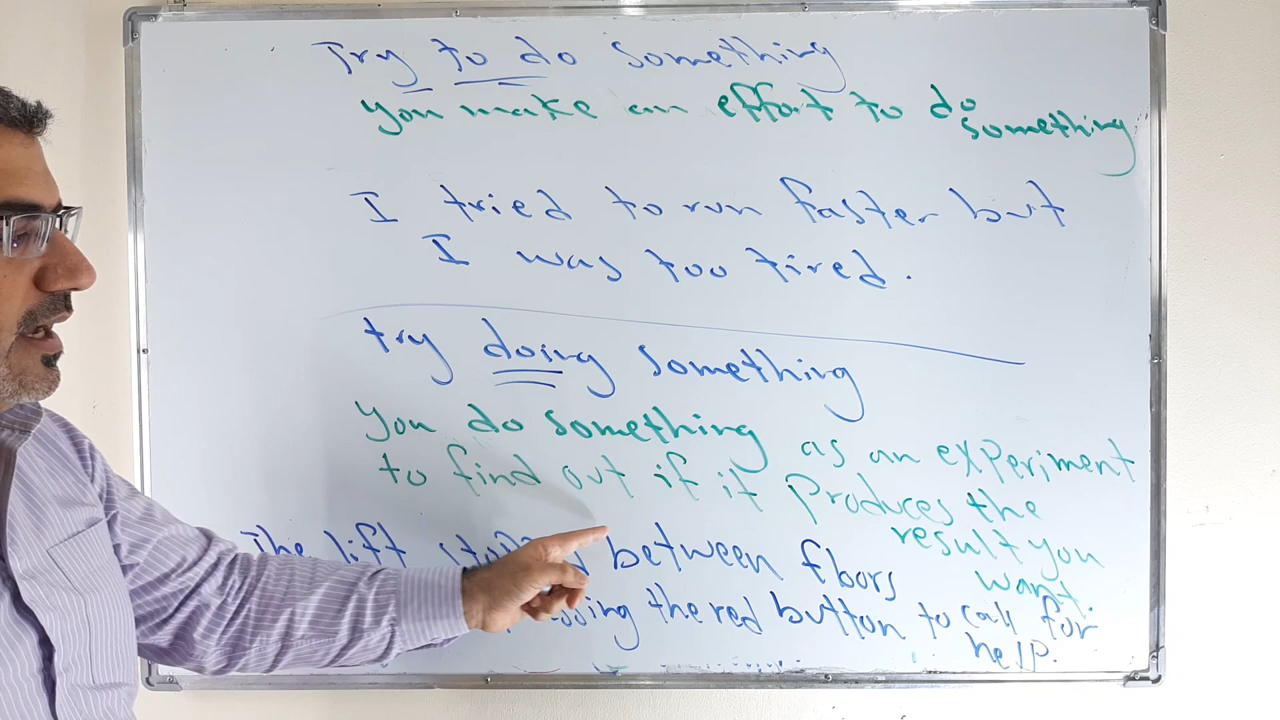 Try to do something
you make an effort to do something
I tried to run faster but
I was too tired.
try doing something
You do something as an experiment
to find out if it produces the
result you
want.
The lift between floors
the red button to call for
help.